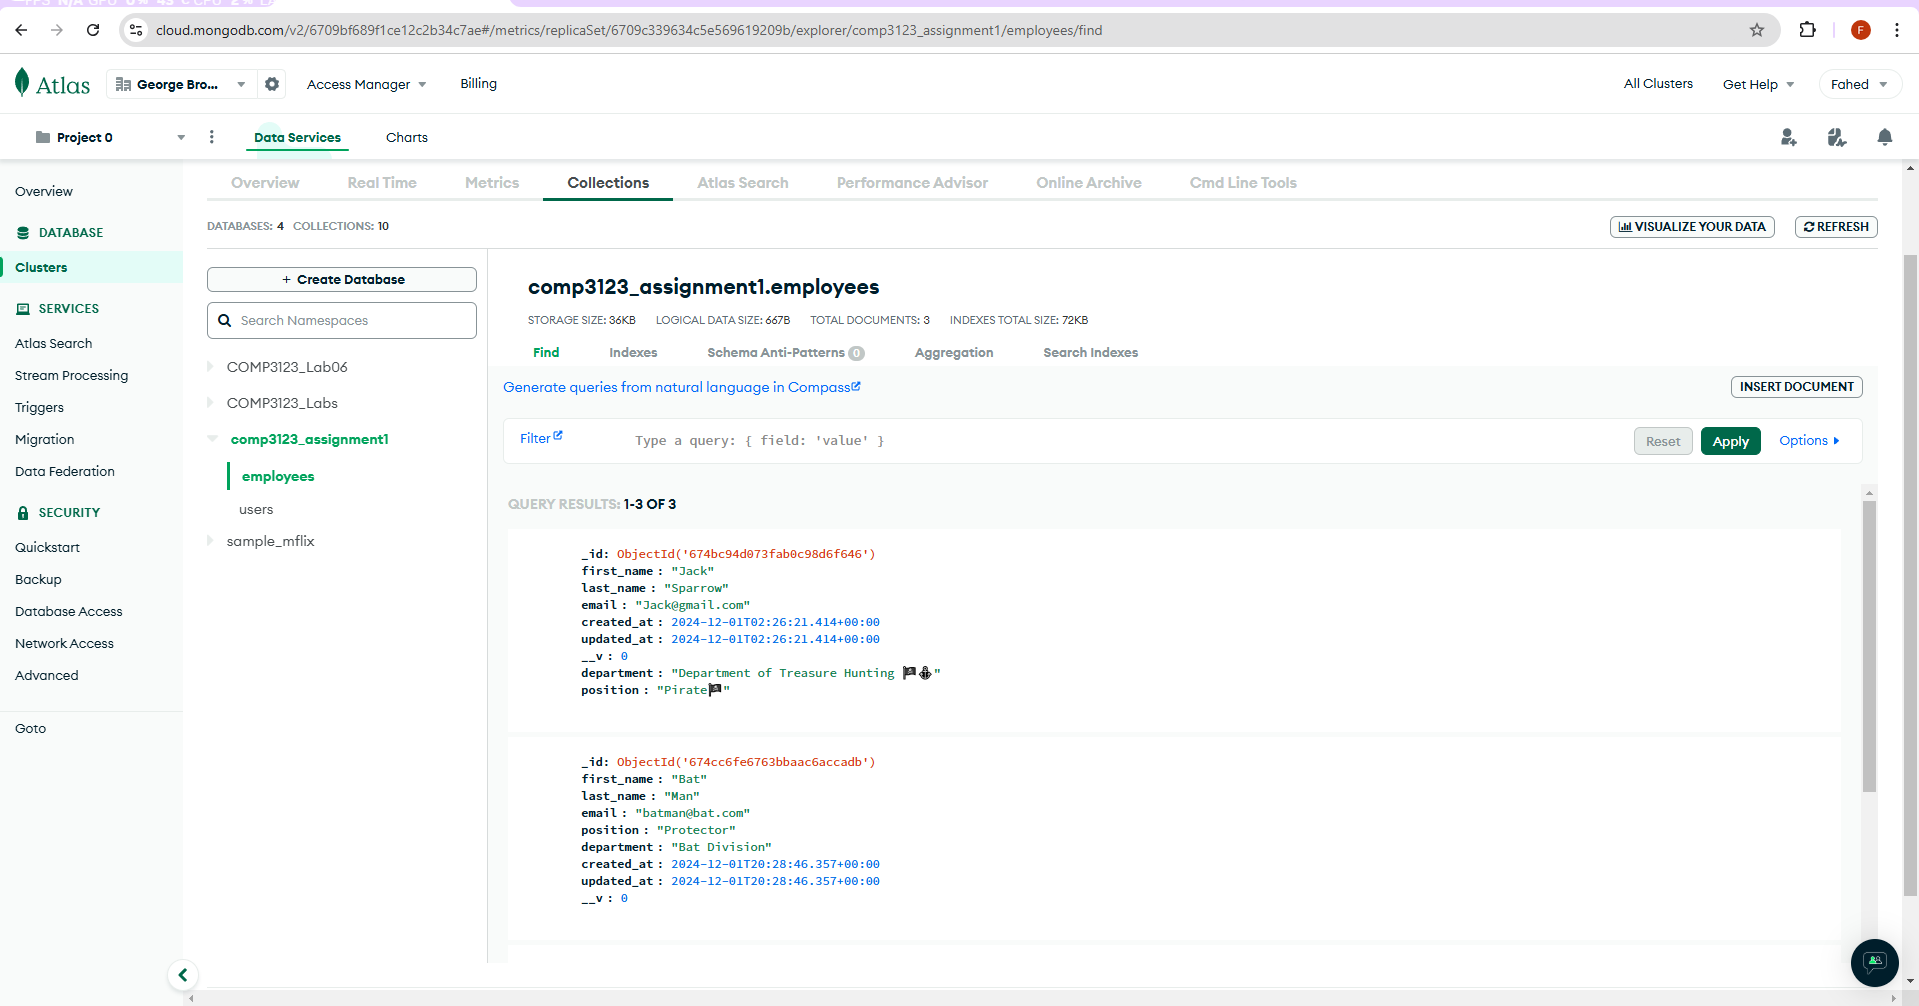 cloud.mongodb.com/v2/6709bf689f1ce12c2b34c7ae#/metrics/replicaSet/6709c339634c5e569619209b/explorer/comp3123_assignment1/employees/find
F
Atlas
George Bro...
Access Manager
Billing
All Clusters
Get Help
Fahed
Project 0
Data Services
Charts
Overview
DATABASE
Clusters
SERVICES
Atlas Search
Stream Processing
Triggers
Migration
Data Federation
SECURITY
Quickstart
Backup
Database Access
Network Access
Advanced
Goto
Overview
Real Time
Metrics
Collections
Atlas Search
Performance Advisor
Online Archive
Cmd Line Tools
DATABASES: 4 COLLECTIONS: 10
VISUALIZE YOUR DATA
REFRESH
+ Create Database
Search Namespaces
COMP3123_Lab06
COMP3123_Labs
comp3123_assignment1
employees
users
sample_mflix
comp3123_assignment1.employees
STORAGE SIZE: 36KB LOGICAL DATA SIZE: 667B TOTAL DOCUMENTS: 3 INDEXES TOTAL SIZE: 72KB
Find
Indexes
Schema Anti-Patterns 0
Aggregation
Search Indexes
Generate queries from natural language in Compass
INSERT DOCUMENT
Filter
Type a query: { field: 'value' }
Reset
Apply
Options
QUERY RESULTS: 1-3 OF 3
_id: ObjectId('674bc94d073fab0c98d6f646')
first_name : "Jack"
last_name : "Sparrow"
email : "Jack@gmail.com"
created_at : 2024-12-01T02:26:21.414+00:00
updated_at : 2024-12-01T02:26:21.414+00:00
__v : 0
department : "Department of Treasure Hunting 🏴‍☠️"
position : "Pirate🏴"
_id: ObjectId('674cc6fe6763bbaac6accadb')
first_name : "Bat"
last_name : "Man"
email : "batman@bat.com"
position : "Protector"
department : "Bat Division"
created_at : 2024-12-01T20:28:46.357+00:00
updated_at : 2024-12-01T20:28:46.357+00:00
__v : 0